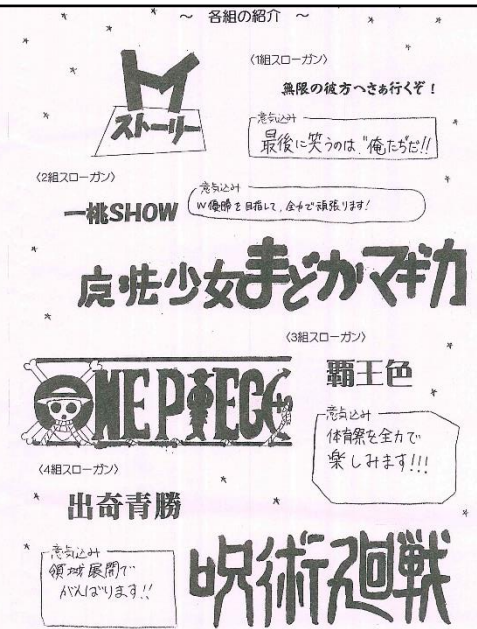 ～ 各組の紹介 ～
〈1組スローガン〉
無限の彼方へさぁ行くぞ！
Mストーリー
意気込み
最後に笑うのは、"俺たちだ!!
〈2組スローガン〉
一桃SHOW
意気込み
W優勝を目指して、全力で頑張ります!
魔法少女まどかマギカ
〈3組スローガン〉
覇王色
ONE PIECE
意気込み
体育祭を全力で
楽しみます!!!
〈4組スローガン〉
出奇青勝
意気込み
領域展開で
がんばります!!
呪術廻戦